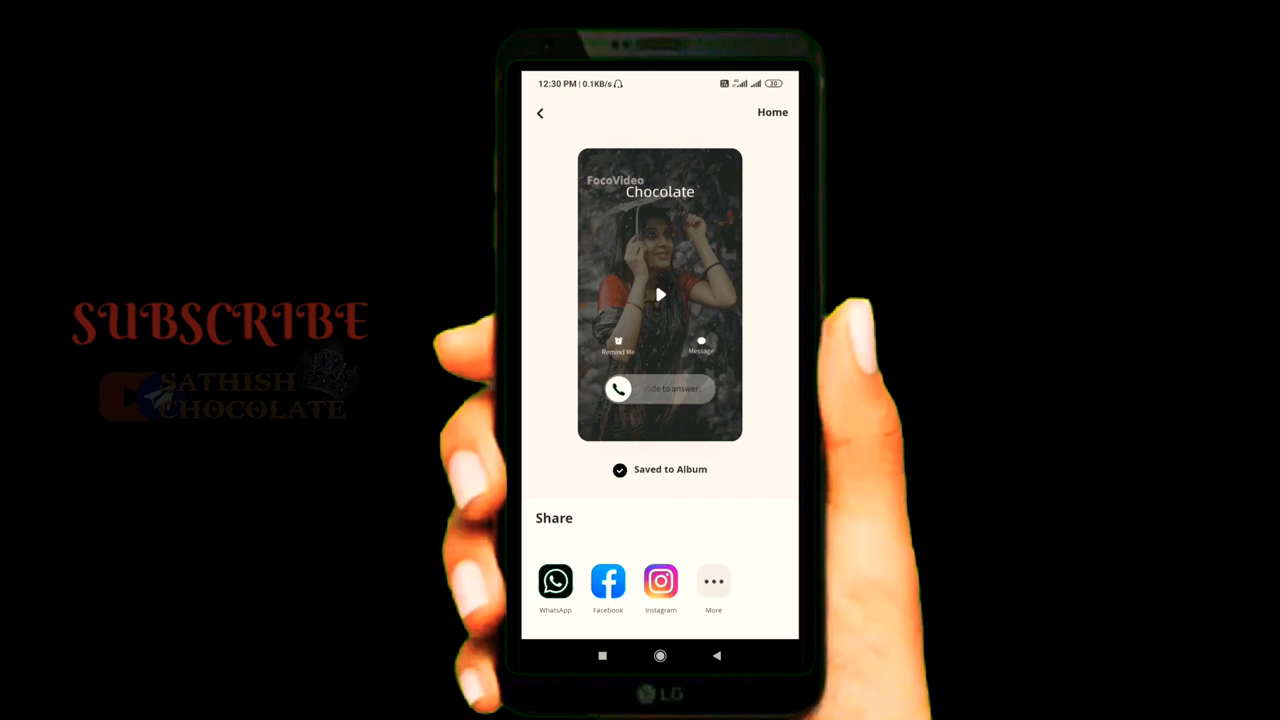 12:30 PM | 0.1KB/s
30
Home
FocoVideo
Chocolate
Remind Me
Message
slide to answer
Saved to Album
Share
WhatsApp
Facebook
Instagram
More
LG
SUBSCRIBE
SATHISH
CHOCOLATE